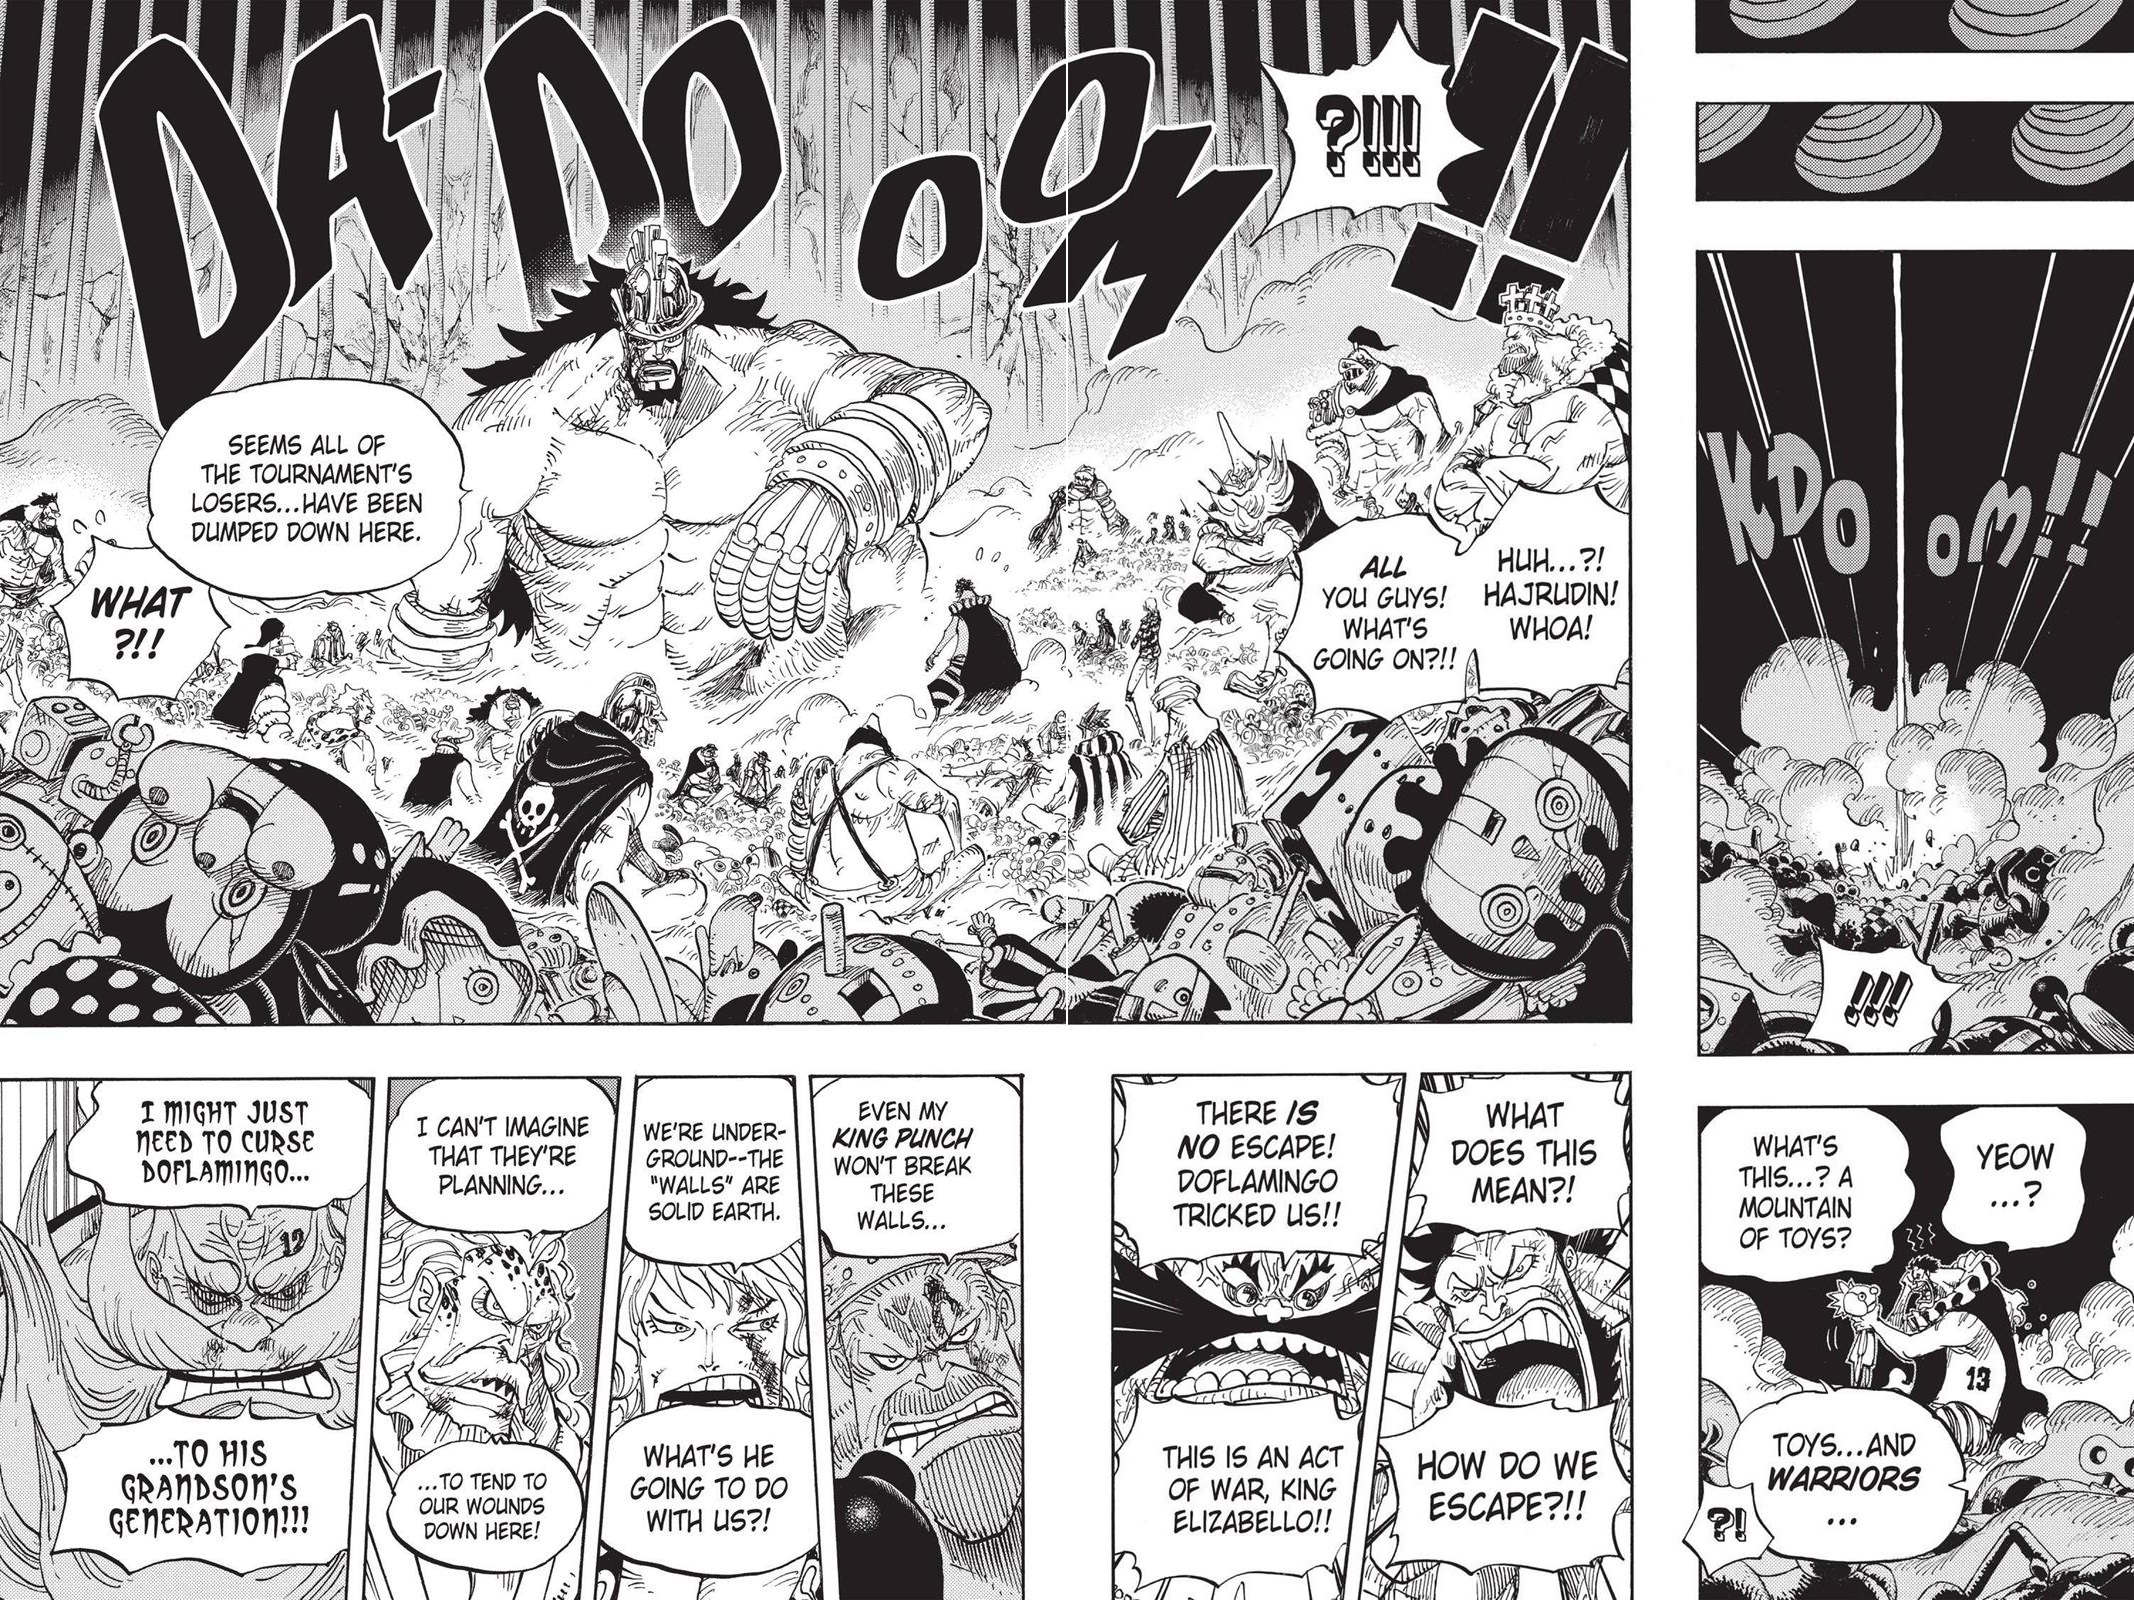 KDOOM!!
!!!
YEOW
...?
WHAT'S
THIS...? A
MOUNTAIN
OF TOYS?
13
TOYS...AND
WARRIORS
...
?!
!!
?!!!
DA-DOOOM
HUH...?!
HAJRUDIN!
WHOA!
ALL
YOU GUYS!
WHAT'S
GOING ON?!!
SEEMS ALL OF
THE TOURNAMENT'S
LOSERS...HAVE BEEN
DUMPED DOWN HERE.
WHAT
?!!
WHAT
DOES THIS
MEAN?!
HOW DO WE
ESCAPE?!!
THERE IS
NO ESCAPE!
DOFLAMINGO
TRICKED US!!
THIS IS AN ACT
OF WAR, KING
ELIZABELLO!!
EVEN MY
KING PUNCH
WON'T BREAK
THESE
WALLS...
WE'RE UNDER-
GROUND--THE
"WALLS" ARE
SOLID EARTH.
WHAT'S HE
GOING TO DO
WITH US?!
I CAN'T IMAGINE
THAT THEY'RE
PLANNING...
...TO TEND TO
OUR WOUNDS
DOWN HERE!
I MIGHT JUST
NEED TO CURSE
DOFLAMINGO...
12
...TO HIS
GRANDSON'S
GENERATION!!!